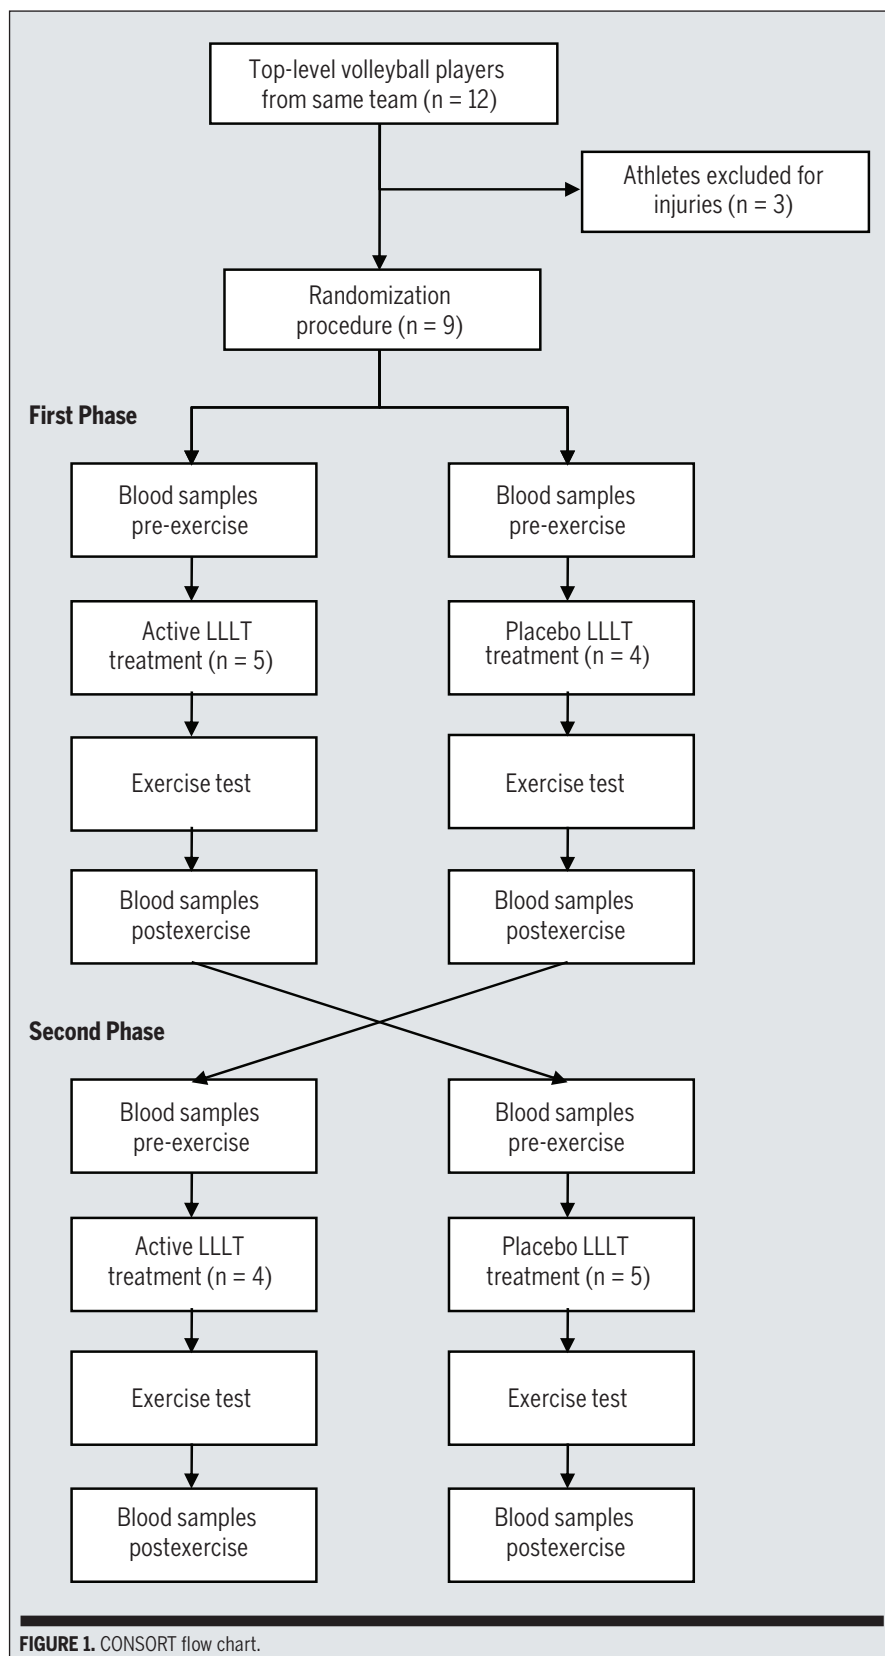 Top-level volleyball players
from same team (n = 12)
Athletes excluded for
injuries (n = 3)
Randomization
procedure (n = 9)
First Phase
Blood samples
pre-exercise
Blood samples
pre-exercise
Active LLLT
treatment (n = 5)
Placebo LLLT
treatment (n = 4)
Exercise test
Exercise test
Blood samples
postexercise
Blood samples
postexercise
Second Phase
Blood samples
pre-exercise
Blood samples
pre-exercise
Active LLLT
treatment (n = 4)
Placebo LLLT
treatment (n = 5)
Exercise test
Exercise test
Blood samples
postexercise
Blood samples
postexercise
FIGURE 1. CONSORT flow chart.